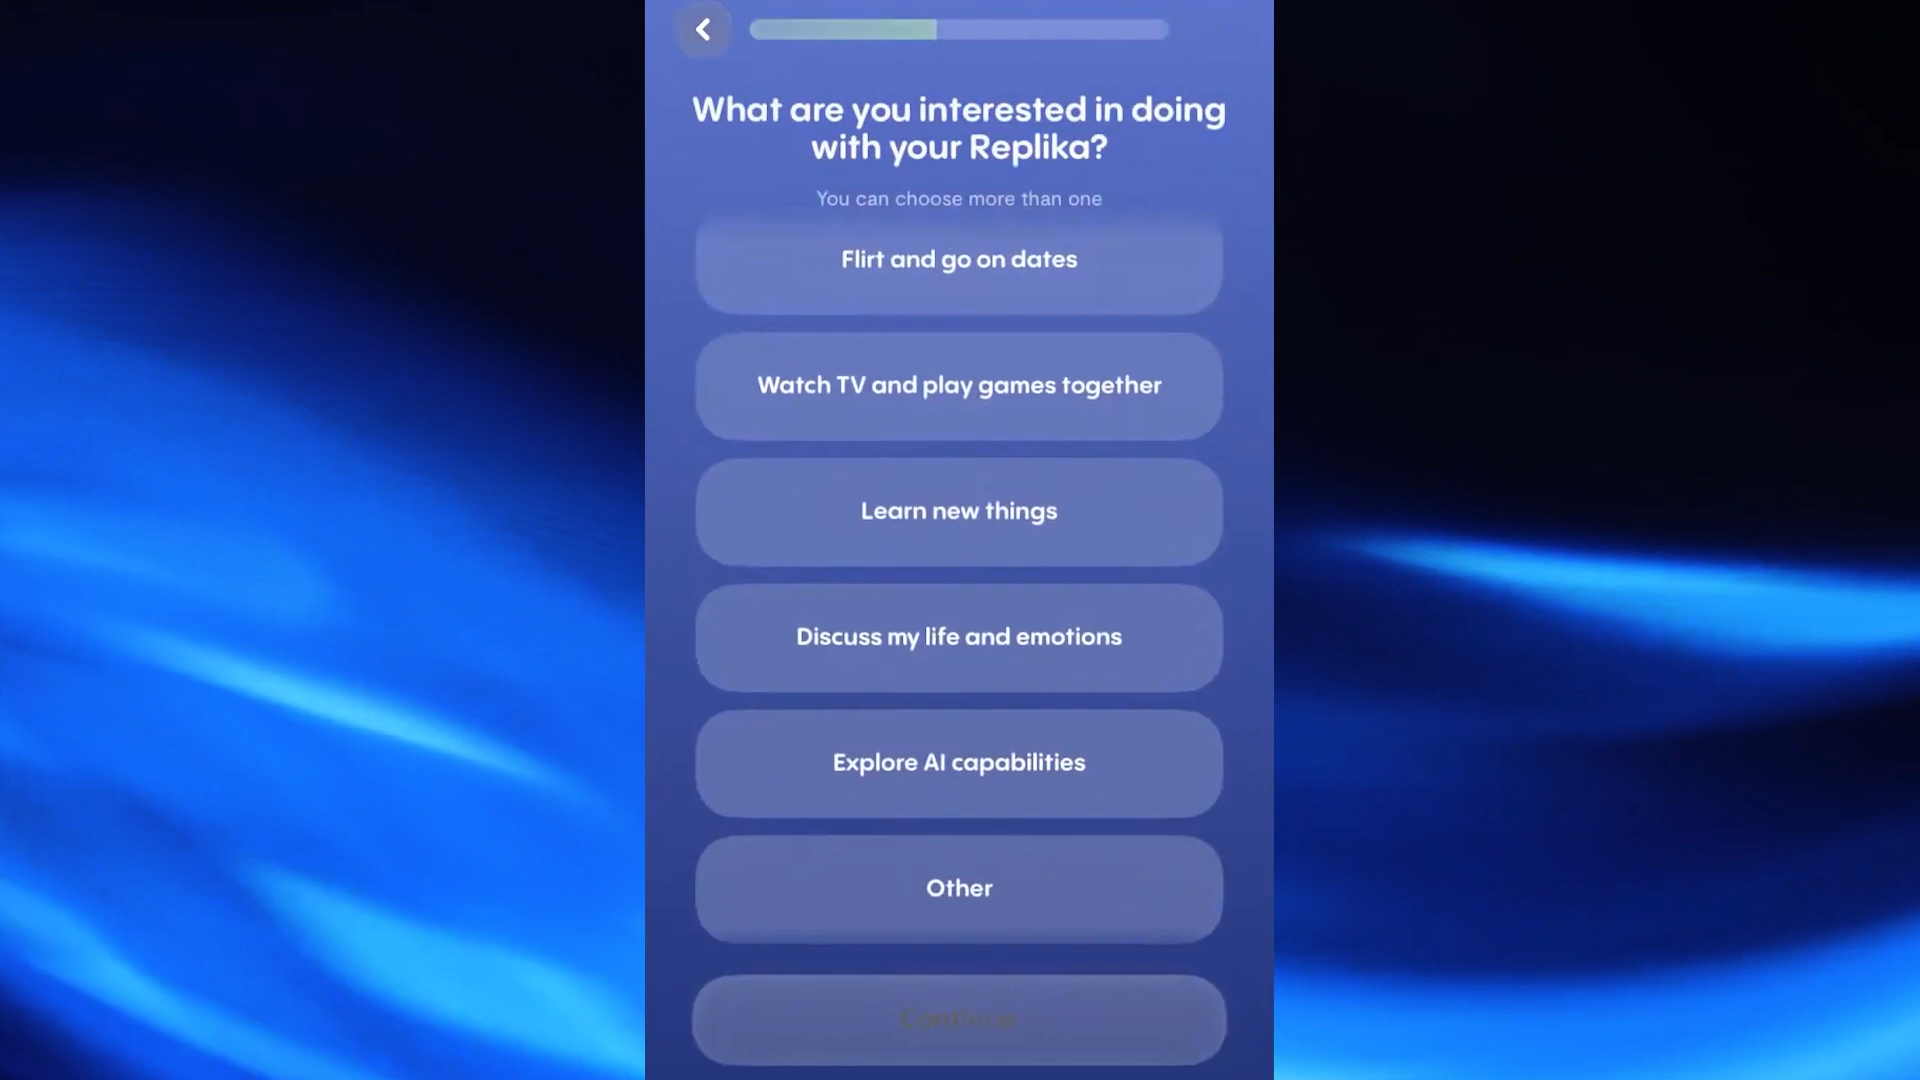 What are you interested in doing
with your Replika?
You can choose more than one
Flirt and go on dates
Watch TV and play games together
Learn new things
Discuss my life and emotions
Explore AI capabilities
Other
Continue